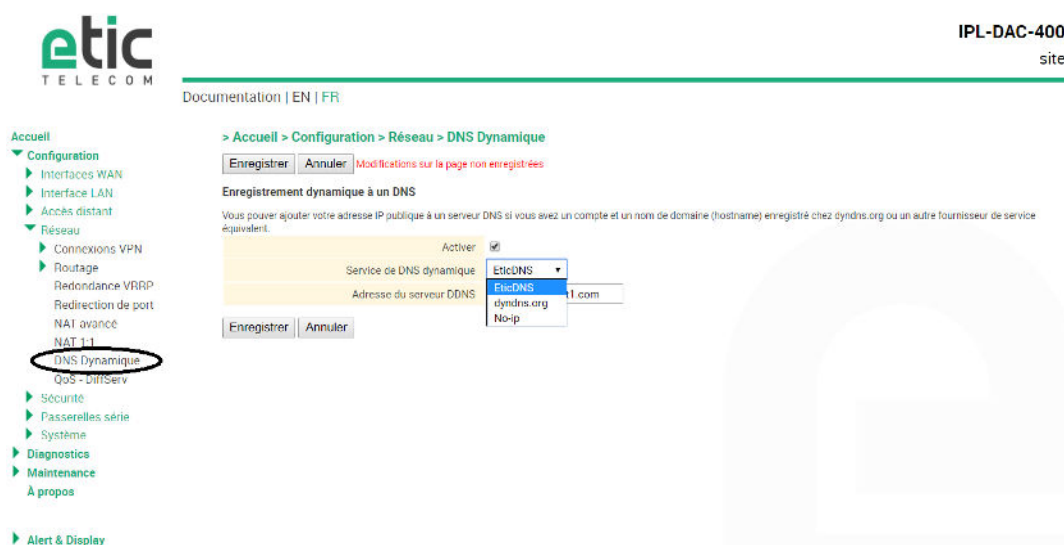 etic
TELECOM
IPL-DAC-400
site
Documentation | EN | FR
Accueil
Configuration
Interfaces WAN
Interface LAN
Accès distant
Réseau
Connexions VPN
Routage
Redondance VRRP
Redirection de port
NAT avancé
NAT 1:1
DNS Dynamique
QoS - DiffServ
Sécurité
Passerelles série
Système
Diagnostics
Maintenance
À propos
Alert & Display
> Accueil > Configuration > Réseau > DNS Dynamique
Enregistrer Annuler Modifications sur la page non enregistrées
Enregistrement dynamique à un DNS
Vous pouver ajouter votre adresse IP publique à un serveur DNS si vous avez un compte et un nom de domaine (hostname) enregistré chez dyndns.org ou un autre fournisseur de service
équivalent.
Activer
Service de DNS dynamique EticDNS
Adresse du serveur DDNS t1.com
EticDNS
dyndns.org
No-ip
Enregistrer Annuler